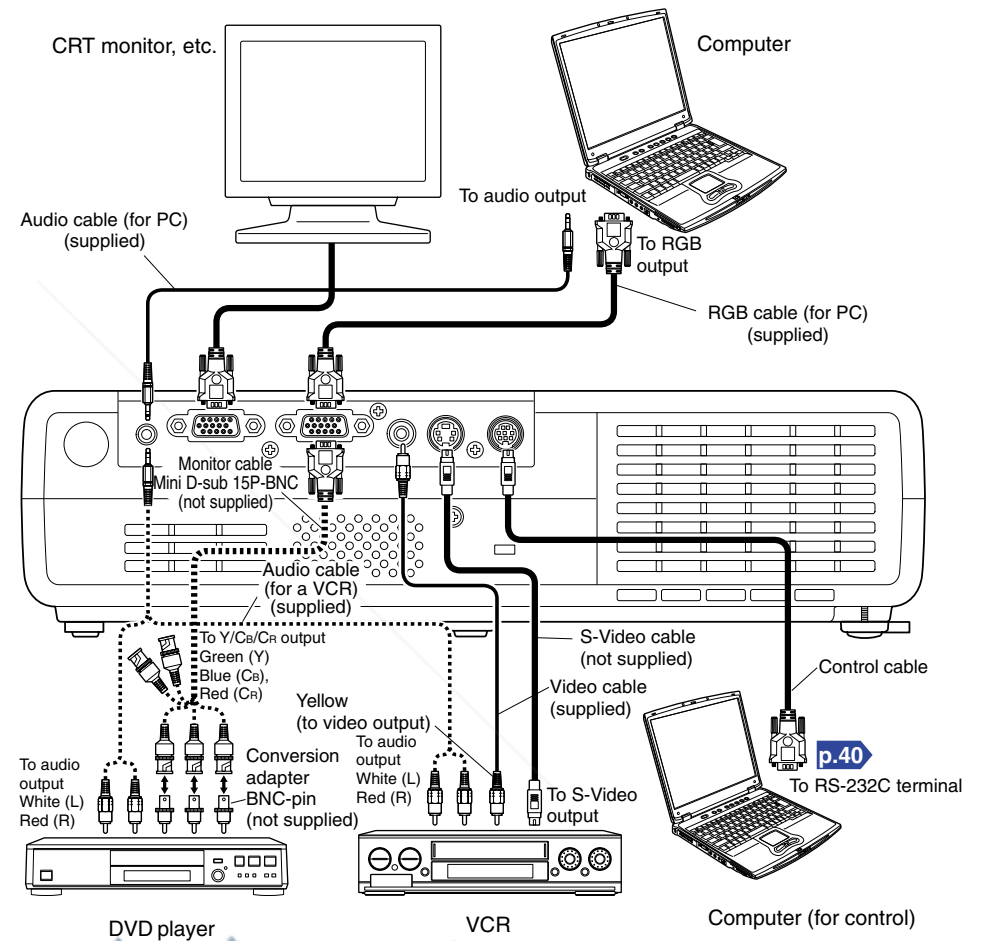 CRT monitor, etc.
Computer
To audio output
Audio cable (for PC)
(supplied)
To RGB
output
RGB cable (for PC)
(supplied)
Monitor cable
Mini D-sub 15P-BNC
(not supplied)
Audio cable
(for a VCR)
(supplied)
To Y/CB/CR output
Green (Y)
Blue (CB),
Red (CR)
S-Video cable
(not supplied)
Control cable
Video cable
(supplied)
Yellow
(to video output)
To audio
output
White (L)
Red (R)
Conversion
adapter
BNC-pin
(not supplied)
To audio
output
White (L)
Red (R)
To S-Video
output
p.40
To RS-232C terminal
DVD player
VCR
Computer (for control)